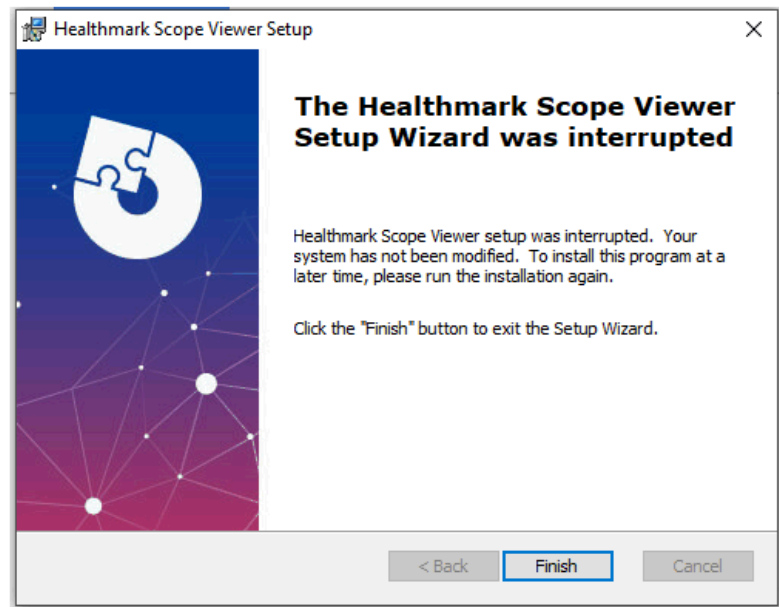 Healthmark Scope Viewer Setup
The Healthmark Scope Viewer
Setup Wizard was interrupted
Healthmark Scope Viewer setup was interrupted. Your
system has not been modified. To install this program at a
later time, please run the installation again.
Click the "Finish" button to exit the Setup Wizard.
< Back
Finish
Cancel